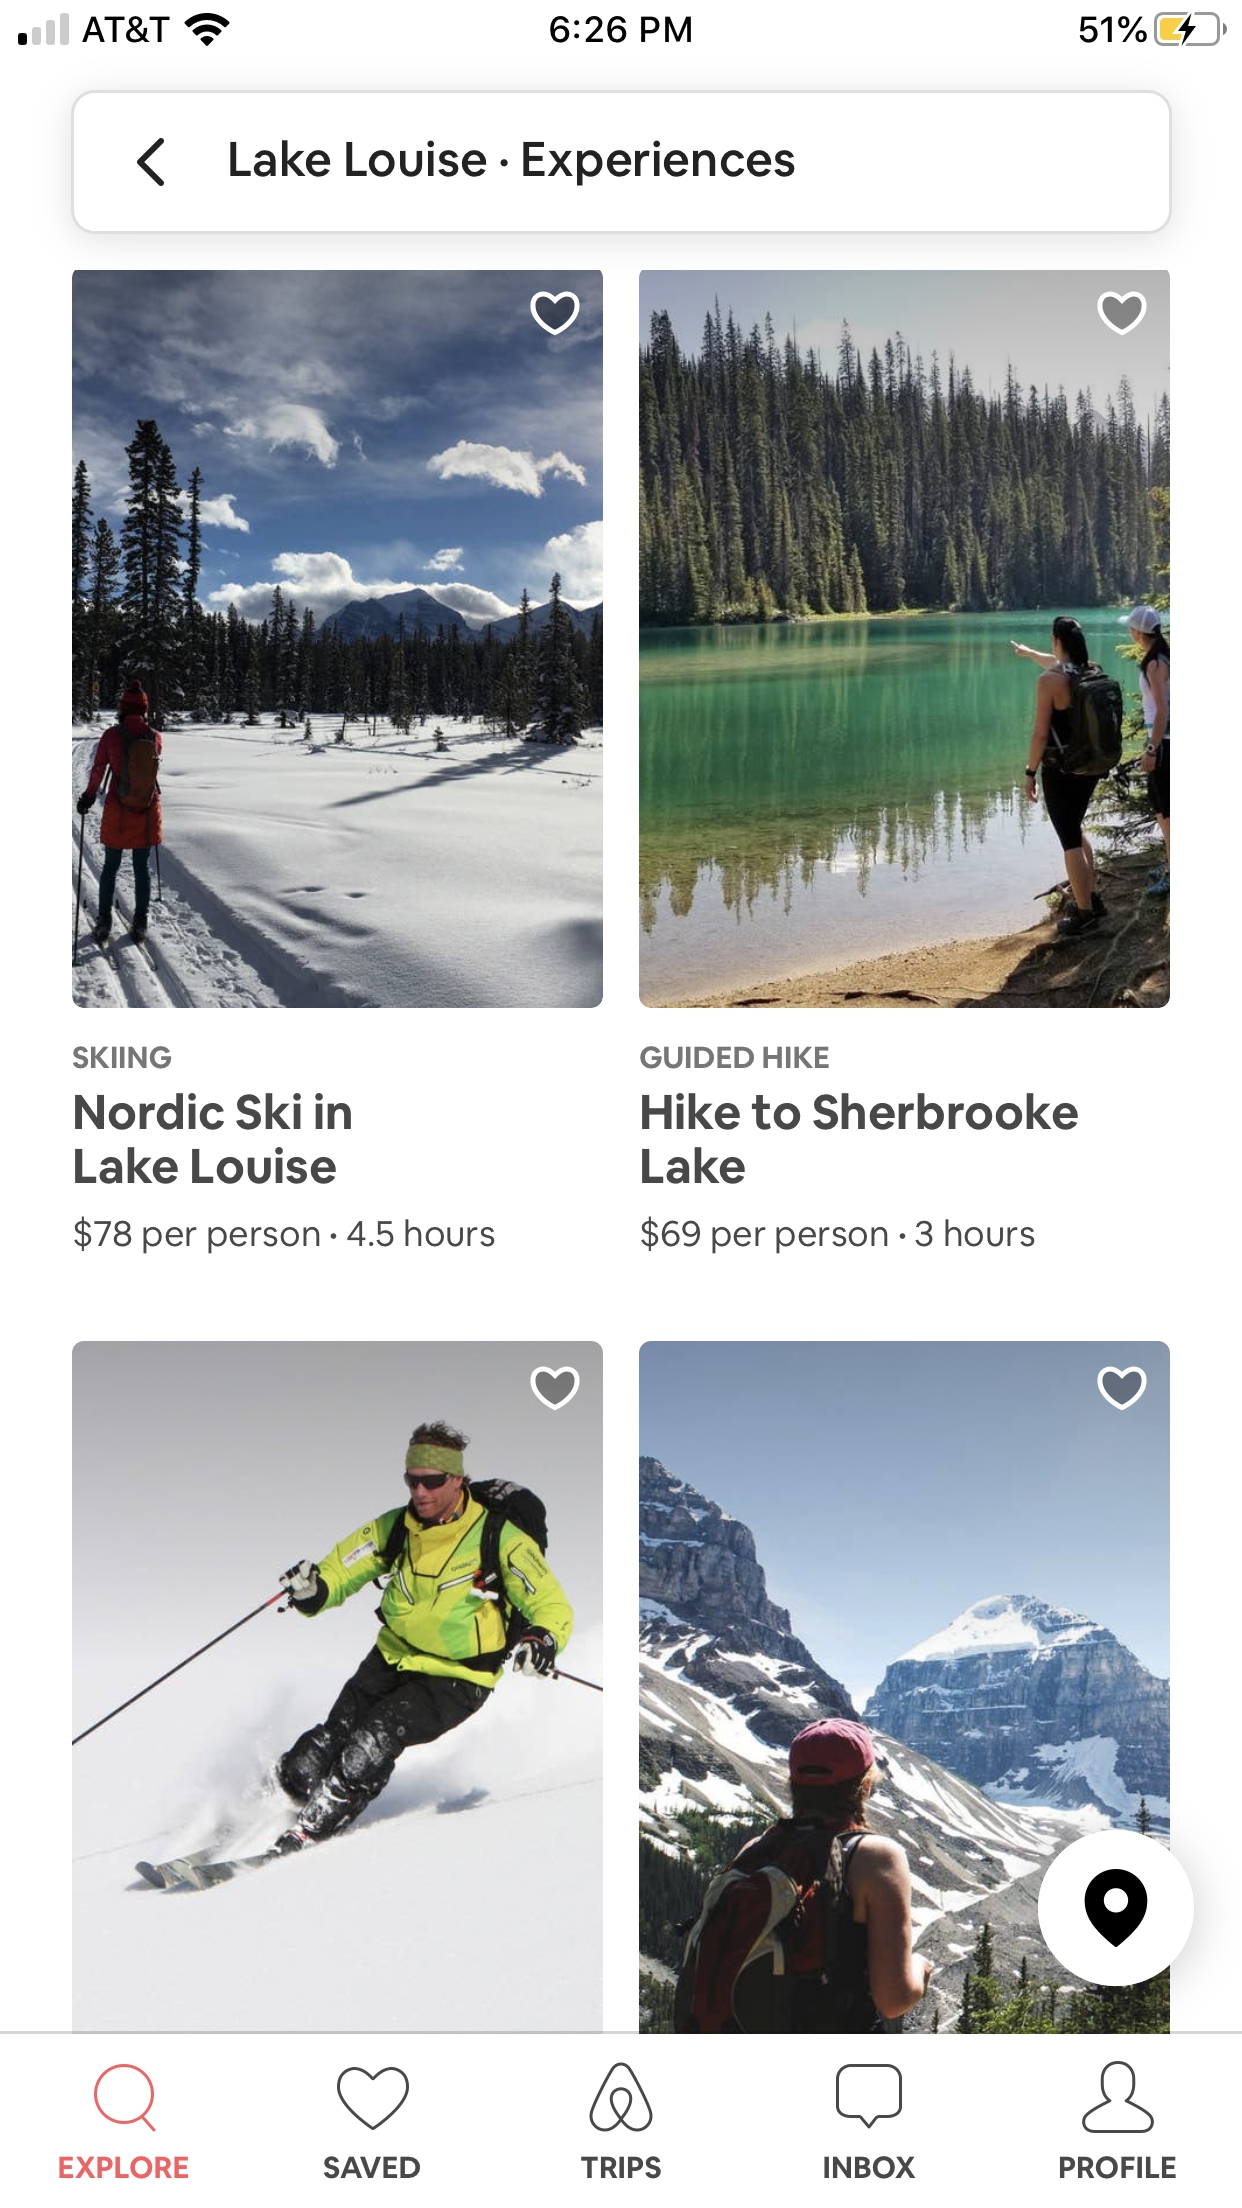 AT&T 6:26 PM 51%
Lake Louise · Experiences
SKIING
Nordic Ski in
Lake Louise
$78 per person · 4.5 hours
GUIDED HIKE
Hike to Sherbrooke
Lake
$69 per person · 3 hours
EXPLORE SAVED TRIPS INBOX PROFILE